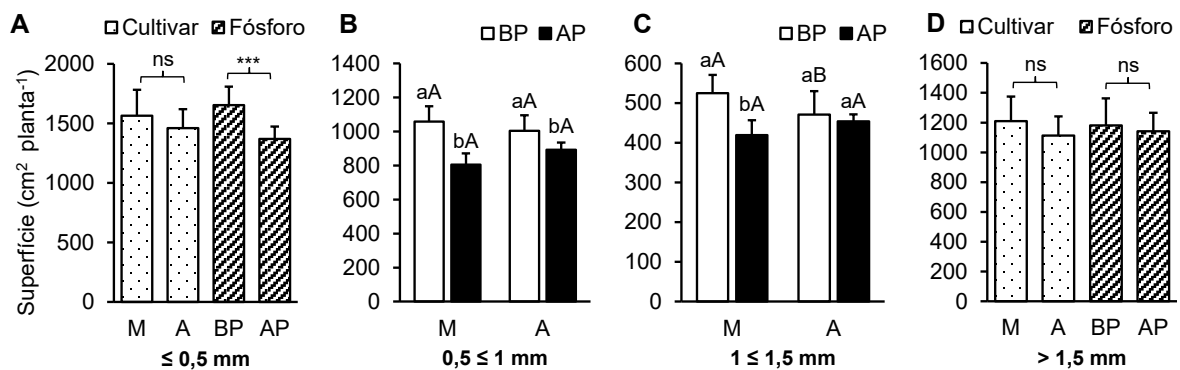 A
Cultivar Fósforo
Superfície (cm² planta⁻¹)
2000
1500
1000
500
0
ns
***
M A BP AP
≤ 0,5 mm
B
BP AP
1400
1200
1000
800
600
400
200
0
aA
bA
aA
bA
M A
0,5 ≤ 1 mm
C
BP AP
600
500
400
300
200
100
0
aA
bA
aB
aA
M A
1 ≤ 1,5 mm
D
Cultivar Fósforo
1600
1400
1200
1000
800
600
400
200
0
ns
ns
M A BP AP
> 1,5 mm